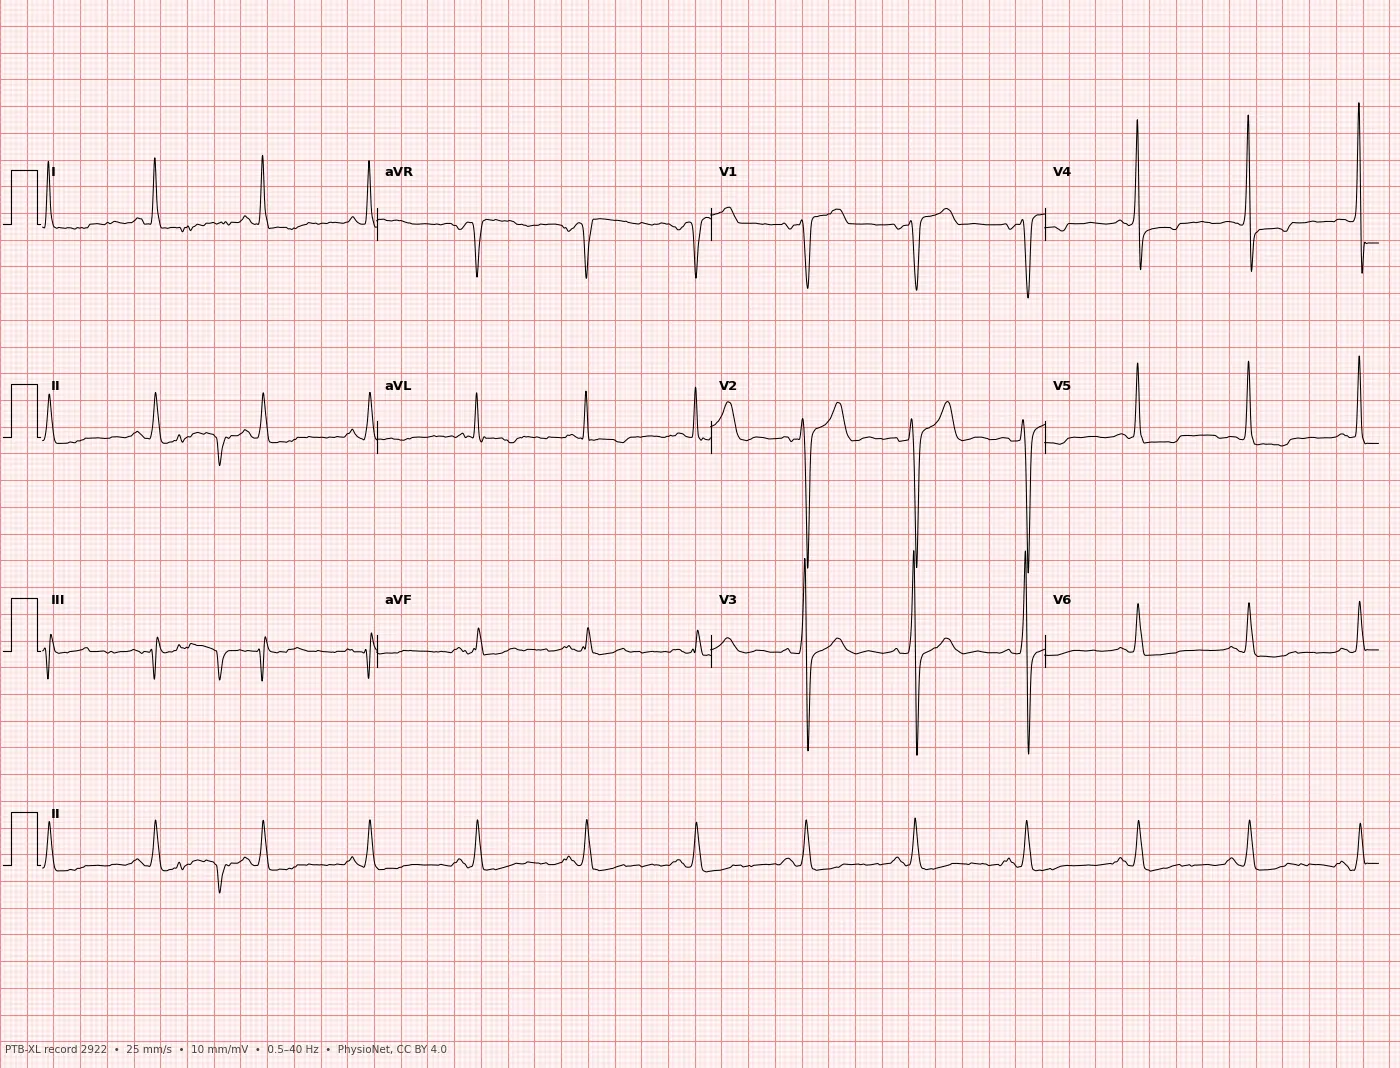 I aVR V1 V4
II aVL V2 V5
III aVF V3 V6
II
PTB-XL record 2922 • 25 mm/s • 10 mm/mV • 0.5–40 Hz • PhysioNet, CC BY 4.0